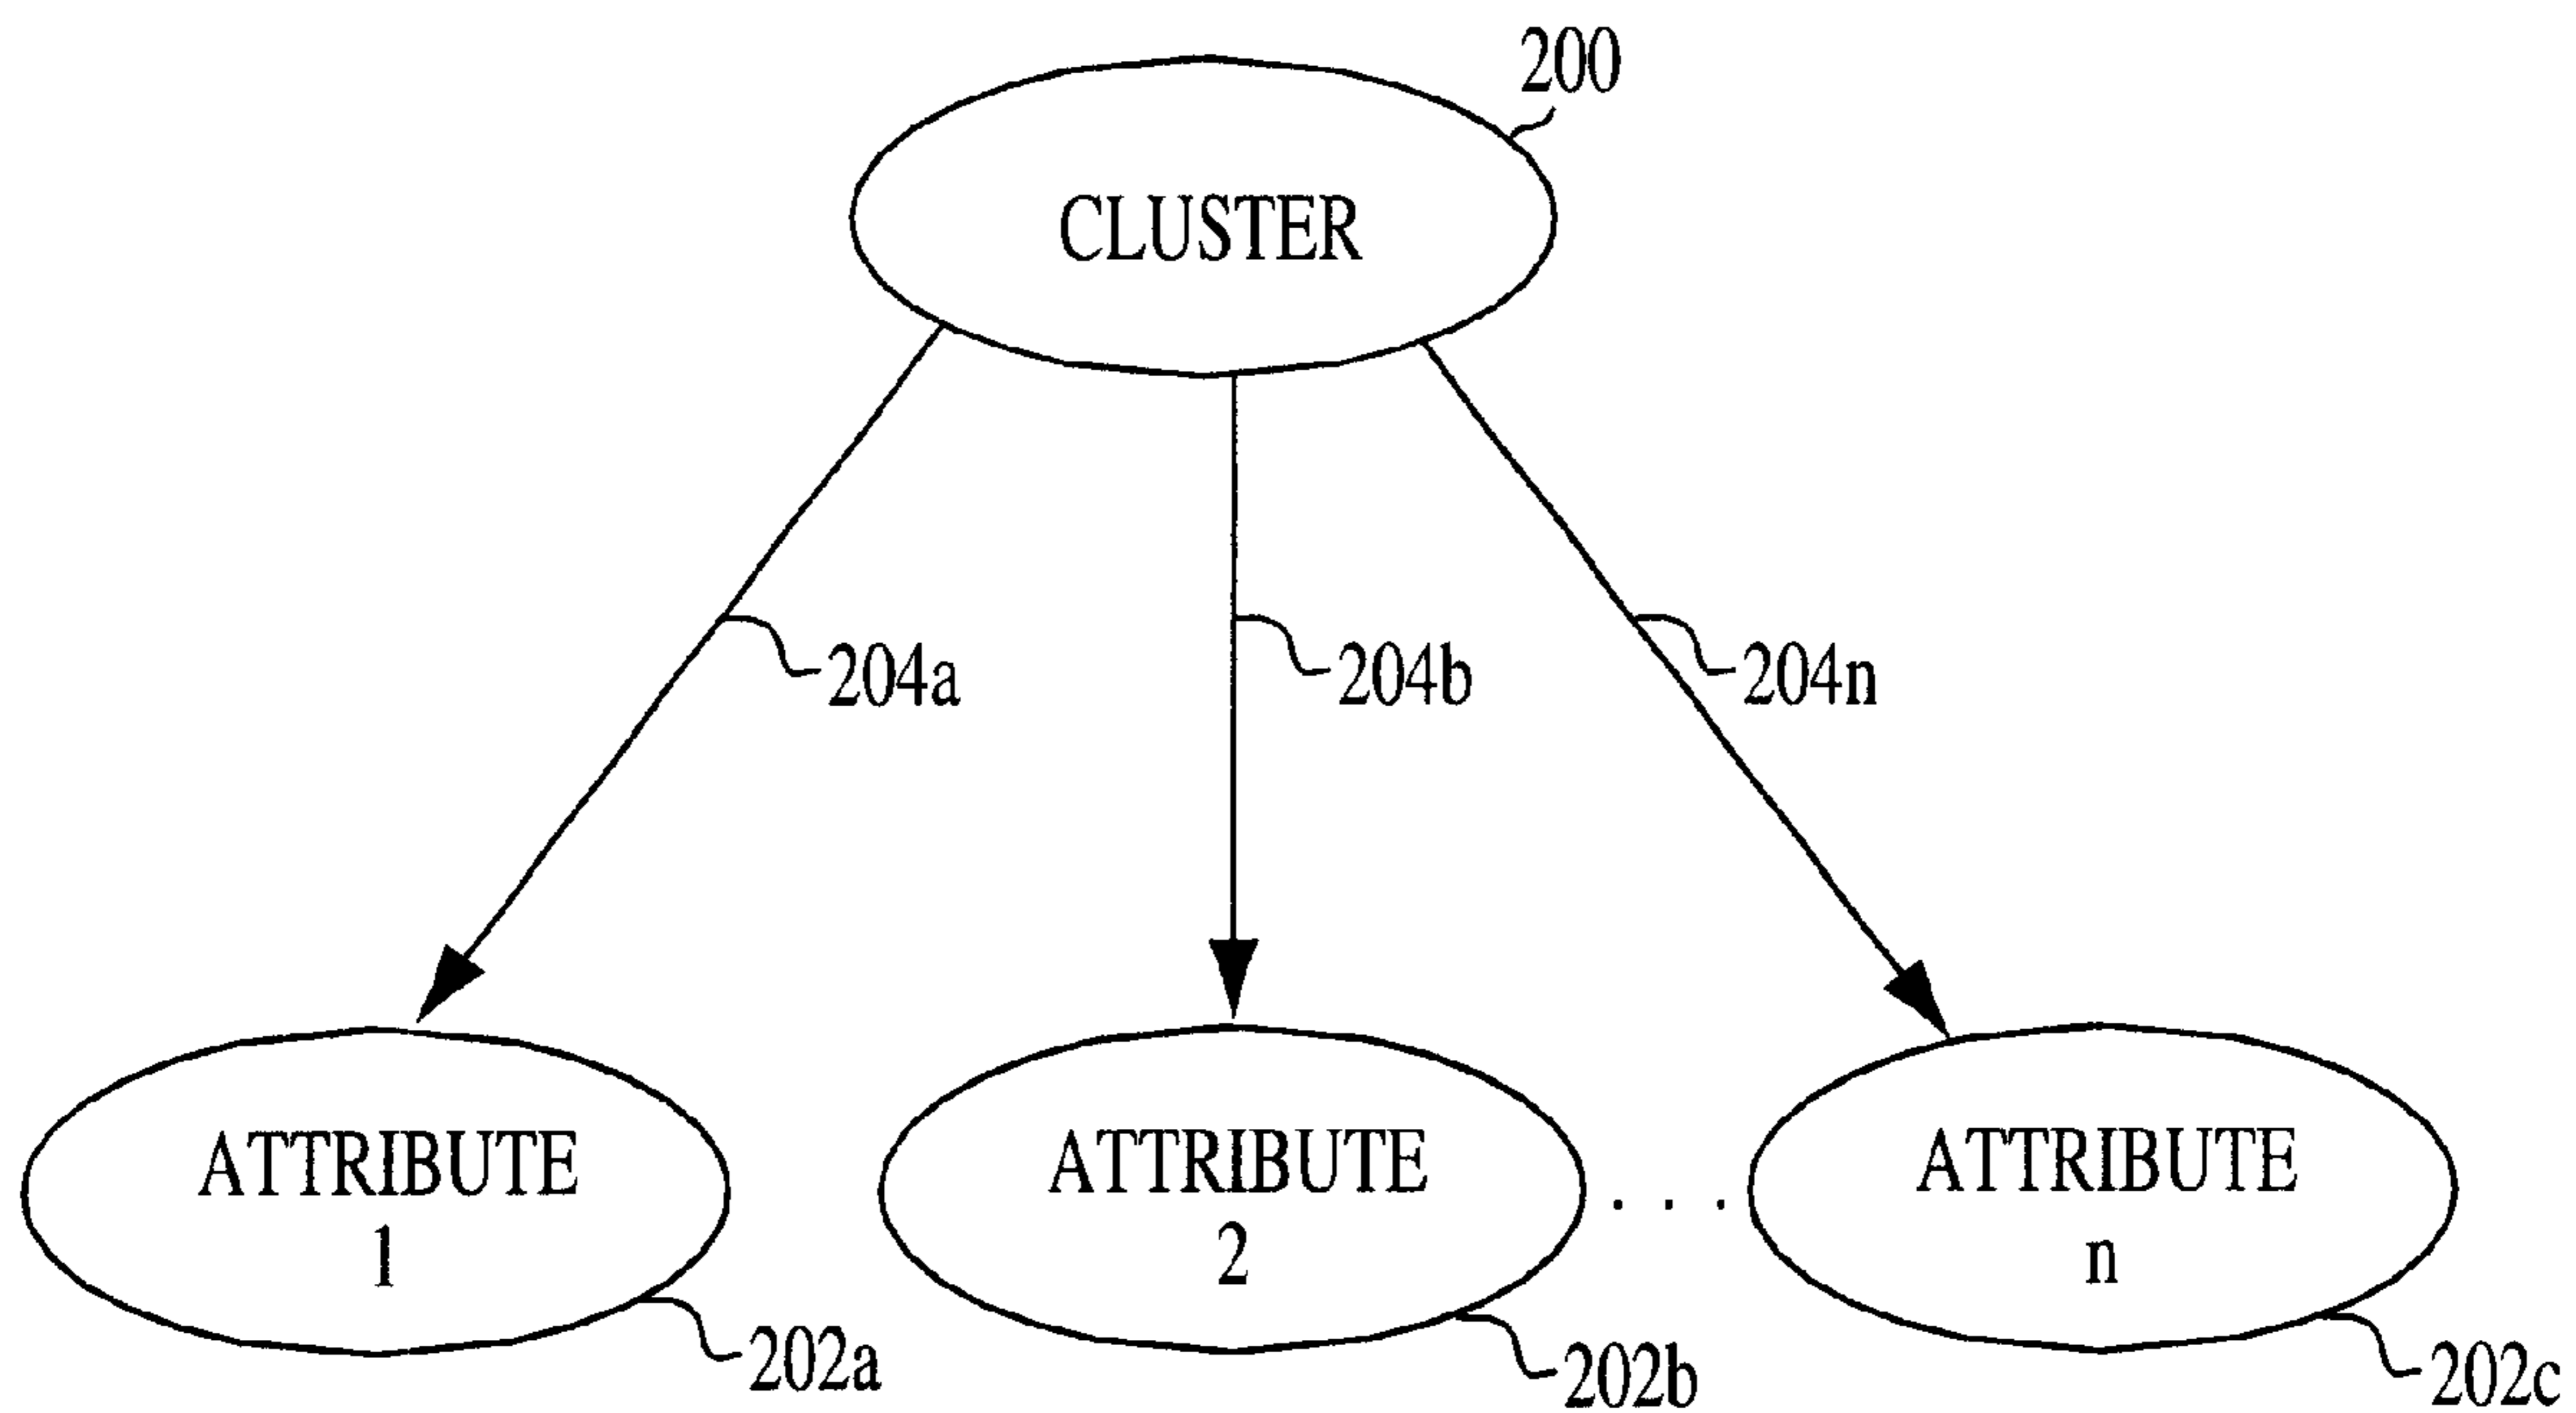 200
CLUSTER
204a
204b
204n
ATTRIBUTE
1
ATTRIBUTE
2
. . .
ATTRIBUTE
n
202a
202b
202c